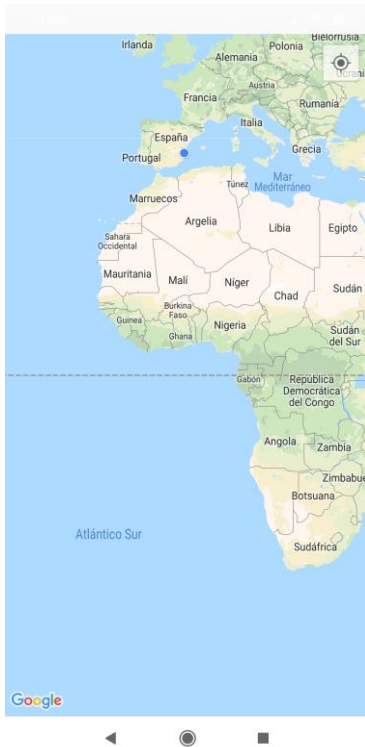 Bielorrusia
Irlanda
Polonia
Alemania
Ucrani
Austria
Francia
Rumania
Italia
España
Grecia
Portugal
Mar
Mediterráneo
Túnez
Marruecos
Argelia
Libia
Egipto
Sahara
Occidental
Mauritania
Malí
Níger
Chad
Sudán
Burkina
Faso
Guinea
Nigeria
Ghana
Sudán
del Sur
Gabón
República
Democrática
del Congo
Angola
Zambia
Zimbabue
Botsuana
Atlántico Sur
Sudáfrica
Google